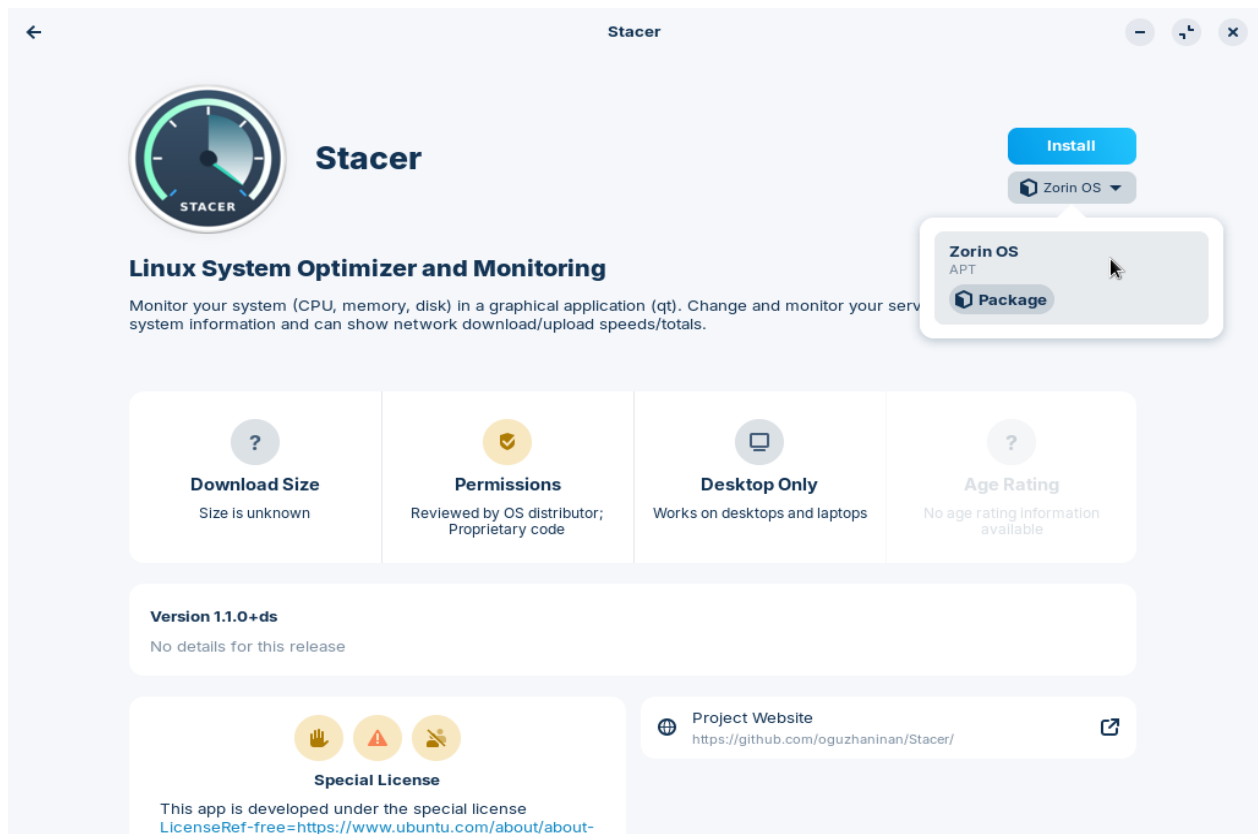 Stacer
STACER
Stacer
Install
Zorin OS
Zorin OS
APT
Package
Linux System Optimizer and Monitoring
Monitor your system (CPU, memory, disk) in a graphical application (qt). Change and monitor your serv
system information and can show network download/upload speeds/totals.
?
Download Size
Size is unknown
Permissions
Reviewed by OS distributor;
Proprietary code
Desktop Only
Works on desktops and laptops
?
Age Rating
No age rating information
available
Version 1.1.0+ds
No details for this release
Special License
This app is developed under the special license
LicenseRef-free=https://www.ubuntu.com/about/about-
Project Website
https://github.com/oguzhaninan/Stacer/